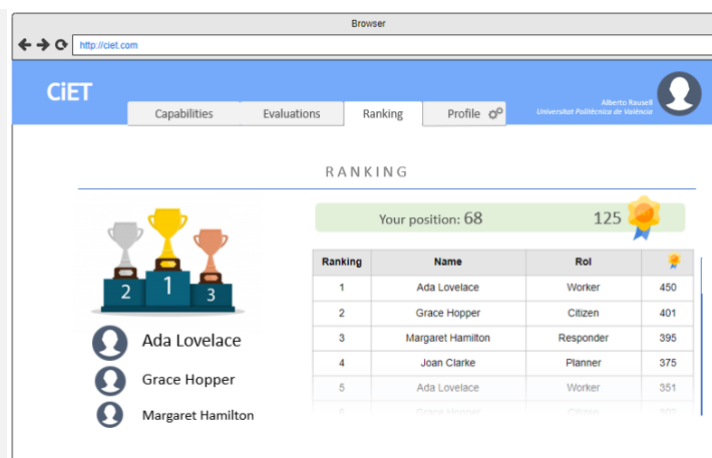 Browser
http://ciet.com
CiET
Capabilities
Evaluations
Ranking
Profile
Alberto Rausell
Universitat Politècnica de València
RANKING
2
1
3
Ada Lovelace
Grace Hopper
Margaret Hamilton
Your position: 68 125
Ranking Name Rol
1 Ada Lovelace Worker 450
2 Grace Hopper Citizen 401
3 Margaret Hamilton Responder 395
4 Joan Clarke Planner 375
5 Ada Lovelace Worker 351
Grace Hopper Citizen